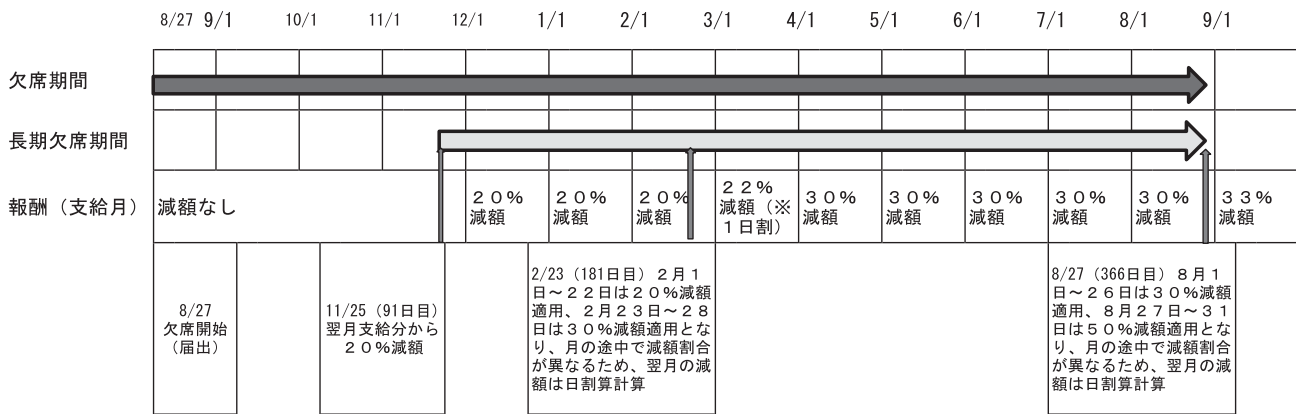 8/27 9/1 10/1 11/1 12/1 1/1 2/1 3/1 4/1 5/1 6/1 7/1 8/1 9/1
欠席期間
長期欠席期間
報酬（支給月）
減額なし
２０％
減額
２０％
減額
２０％
減額
２２％
減額（※
１日割）
３０％
減額
３０％
減額
３０％
減額
３０％
減額
３０％
減額
３３％
減額
8/27
欠席開始
（届出）
11/25（91日目）
翌月支給分から
２０％減額
2/23（181日目）２月１
日～２２日は２０％減額
適用、２月２３日～２８
日は３０％減額適用とな
り、月の途中で減額割合
が異なるため、翌月の減
額は日割算計算
8/27（366日目）８月１
日～２６日は３０％減額
適用、８月２７日～３１
日は５０％減額適用とな
り、月の途中で減額割合
が異なるため、翌月の減
額は日割算計算